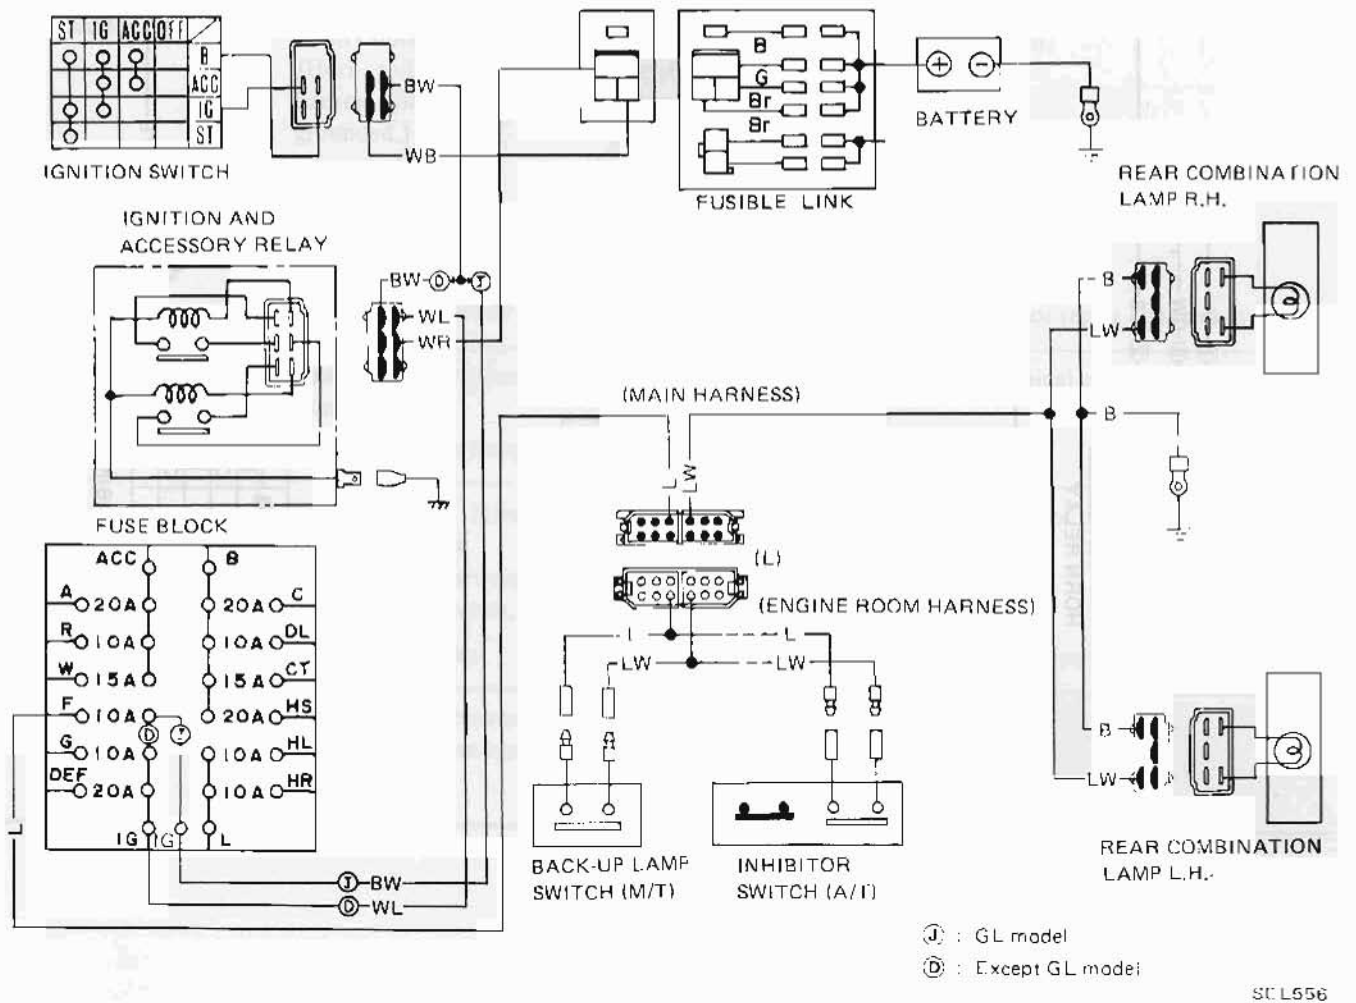 ST IG ACC OFF
B
ACC
IG
ST
IGNITION SWITCH
BW
WB
B
G
Br
Br
FUSIBLE LINK
BATTERY
REAR COMBINATION
LAMP R.H.
IGNITION AND
ACCESSORY RELAY
BW D J
WL
WR
B
LW
B
(MAIN HARNESS)
L LW
(L)
(ENGINE ROOM HARNESS)
L L
LW LW
FUSE BLOCK
ACC B
A 20A 20A C
R 10A 10A DL
W 15A 15A CT
F 10A 20A HS
D J
G 10A 10A HL
DEF 20A 10A HR
IG IG L
L
J BW
D WL
BACK-UP LAMP
SWITCH (M/T)
INHIBITOR
SWITCH (A/T)
B
LW
REAR COMBINATION
LAMP L.H.
J : GL model
D : Except GL model
HORN RELAY
SEL556